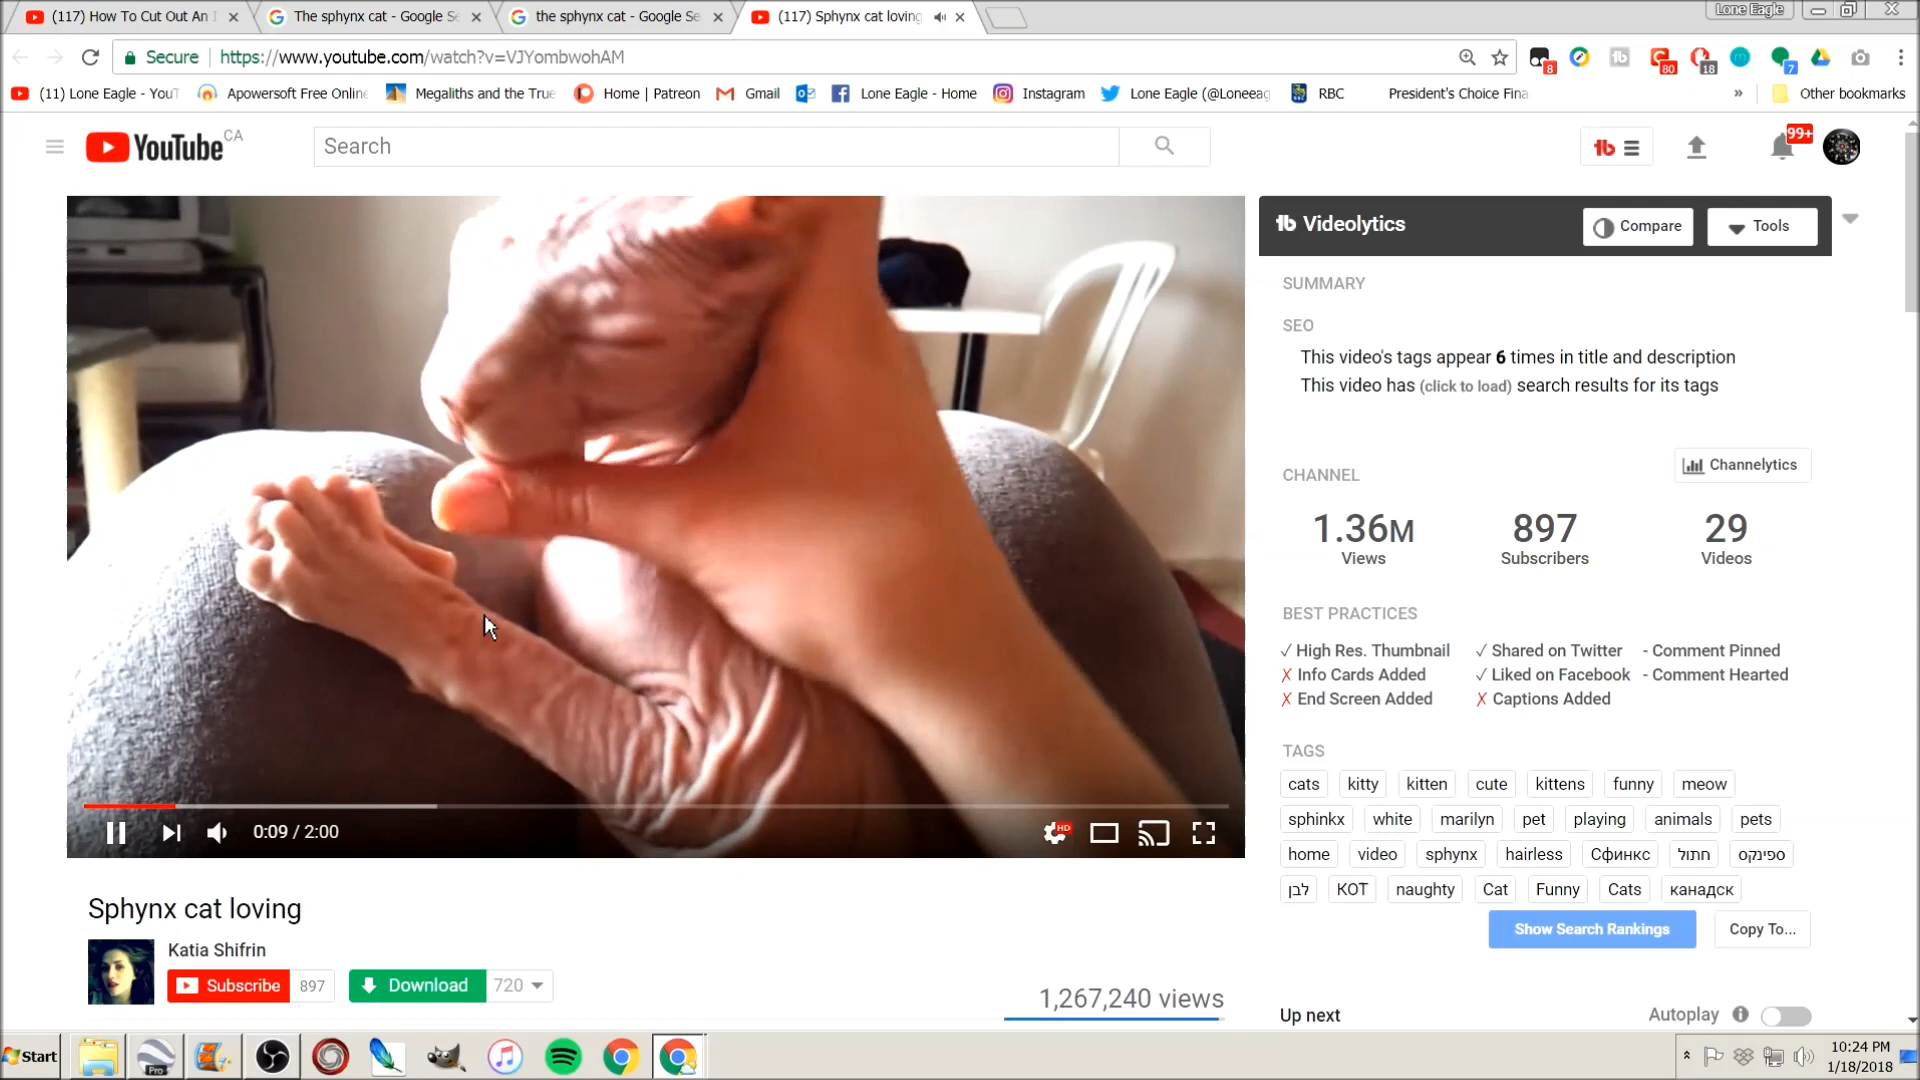 (117) How To Cut Out An I
The sphynx cat - Google Se
the sphynx cat - Google Se
(117) Sphynx cat loving
Lone Eagle
Secure
https://www.youtube.com/watch?v=VJYombwohAM
8
80
18
7
(11) Lone Eagle - YouT
Apowersoft Free Online
Megaliths and the True
Home | Patreon
Gmail
Lone Eagle - Home
Instagram
Lone Eagle (@Loneeag
RBC
President's Choice Fina
»
Other bookmarks
YouTube CA
Search
99+
Videolytics
Compare
Tools
SUMMARY
SEO
This video's tags appear 6 times in title and description
This video has (click to load) search results for its tags
CHANNEL
Channelytics
1.36M
897
29
Views
Subscribers
Videos
BEST PRACTICES
✓ High Res. Thumbnail
✓ Shared on Twitter
- Comment Pinned
✗ Info Cards Added
✓ Liked on Facebook
- Comment Hearted
✗ End Screen Added
✗ Captions Added
TAGS
cats kitty kitten cute kittens funny meow
sphinkx white marilyn pet playing animals pets
home video sphynx hairless Сфинкс חתול ספינקס
לבן КОТ naughty Cat Funny Cats канадск
Show Search Rankings
Copy To...
0:09 / 2:00
HD
Sphynx cat loving
Katia Shifrin
Subscribe 897
Download 720
1,267,240 views
Up next
Autoplay
Start
Pro
10:24 PM
1/18/2018